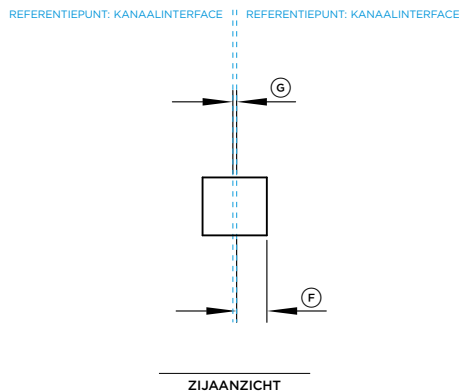 REFERENTIEPUNT: KANAALINTERFACE
REFERENTIEPUNT: KANAALINTERFACE
G
F
ZIJAANZICHT